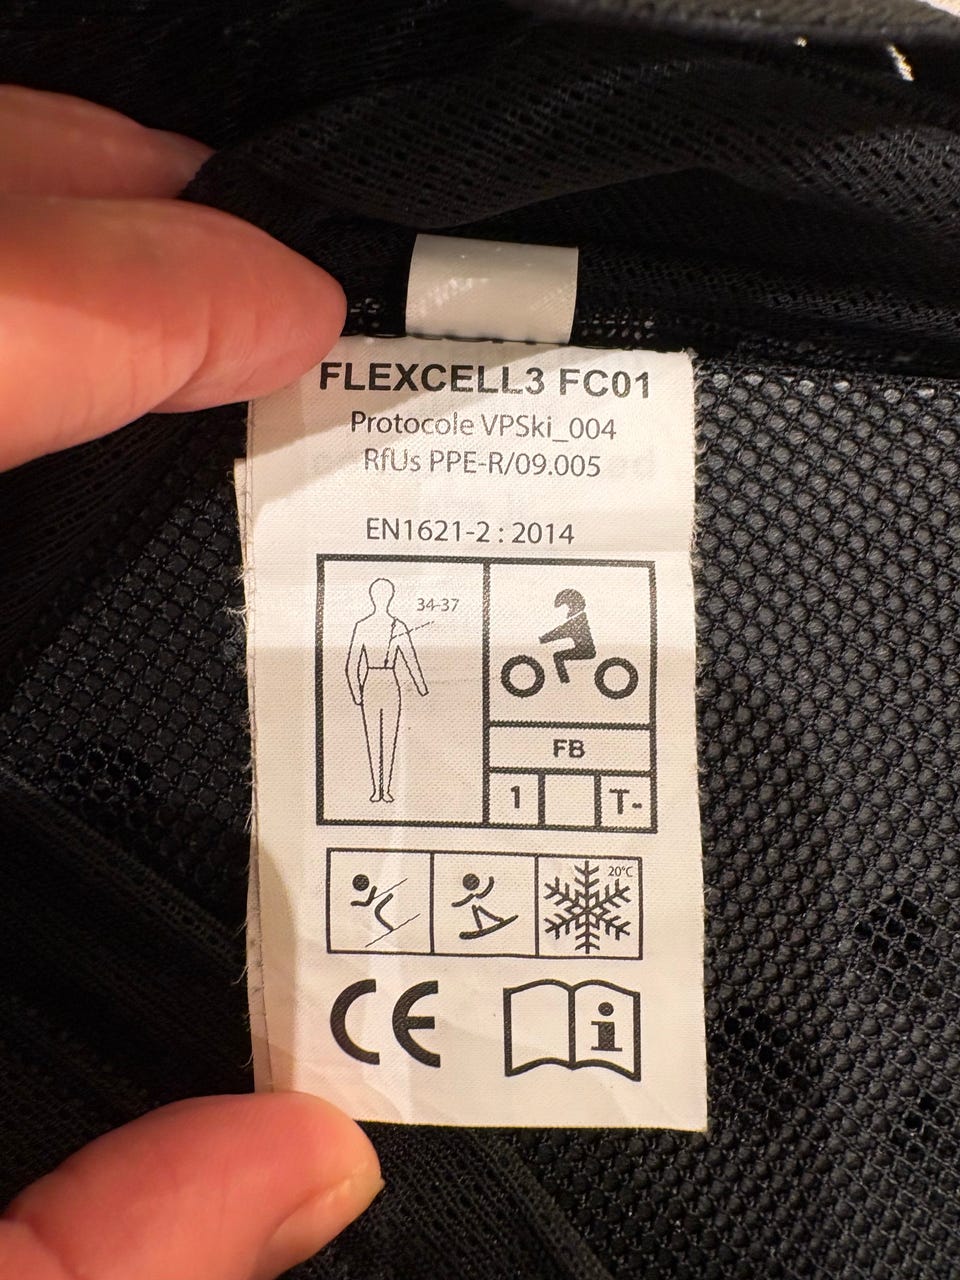 FLEXCELL3 FC01
Protocole VPSki_004
RfUs PPE-R/09.005
EN1621-2 : 2014
34-37
FB
1 T-
20°C
CE
i